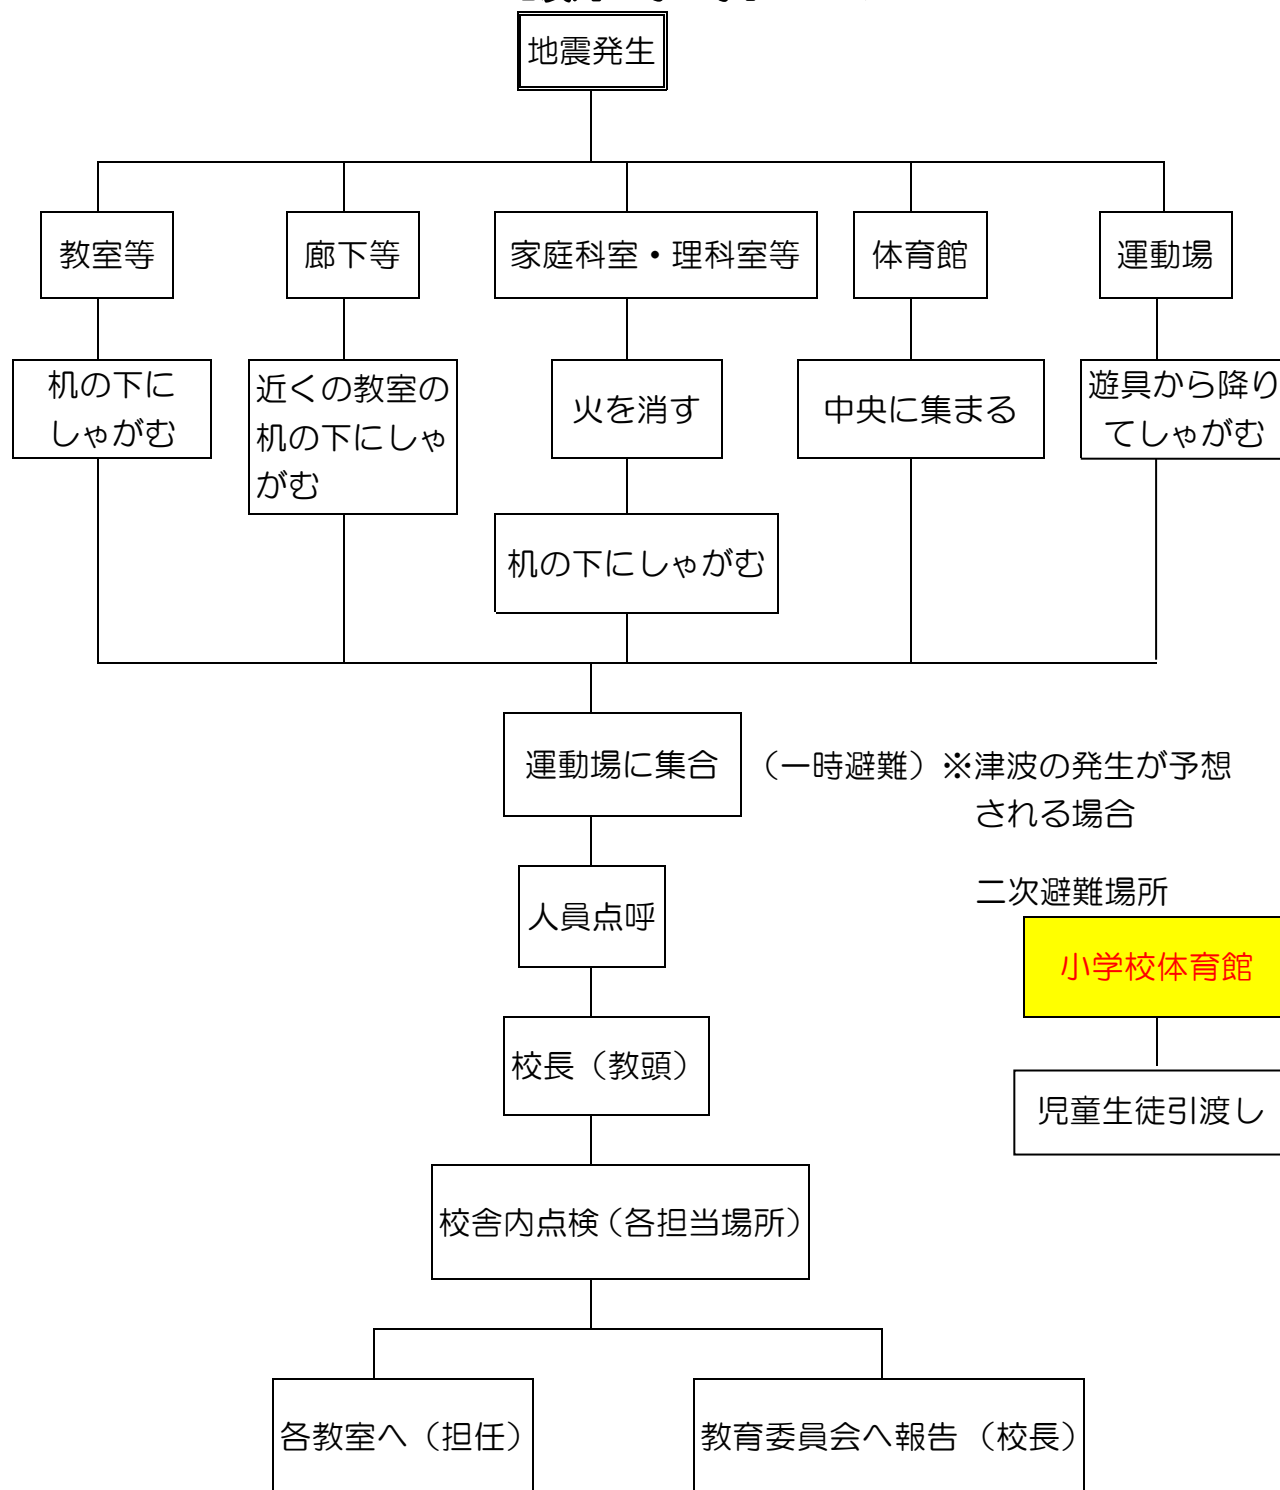 地震発生
教室等
廊下等
家庭科室・理科室等
体育館
運動場
机の下に
しゃがむ
近くの教室の
机の下にしゃ
がむ
火を消す
中央に集まる
遊具から降り
てしゃがむ
机の下にしゃがむ
運動場に集合
（一時避難）※津波の発生が予想
される場合
人員点呼
二次避難場所
小学校体育館
校長（教頭）
児童生徒引渡し
校舎内点検（各担当場所）
各教室へ（担任）
教育委員会へ報告（校長）